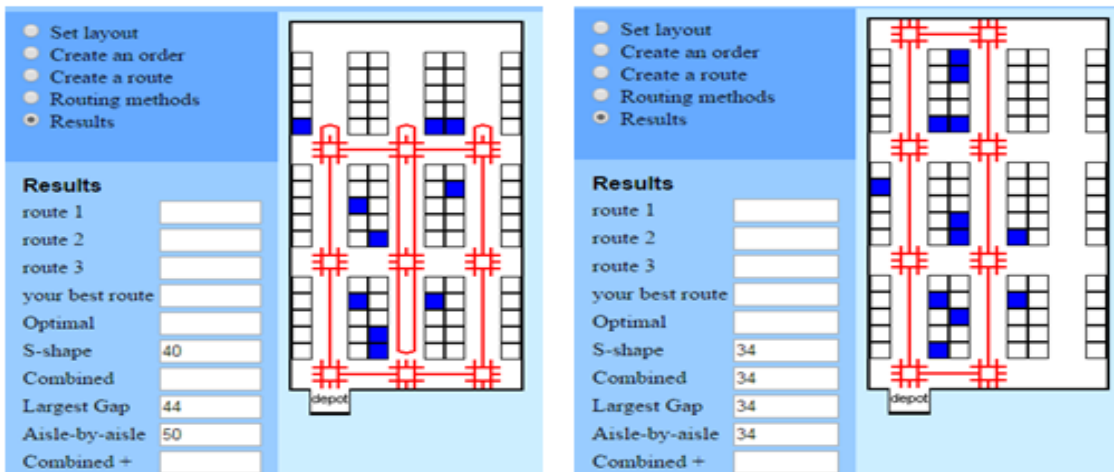 Set layout
Create an order
Create a route
Routing methods
Results
Results
route 1
route 2
route 3
your best route
Optimal
S-shape 40
Combined
Largest Gap 44
Aisle-by-aisle 50
Combined +
depot
Set layout
Create an order
Create a route
Routing methods
Results
Results
route 1
route 2
route 3
your best route
Optimal
S-shape 34
Combined 34
Largest Gap 34
Aisle-by-aisle 34
Combined +
depot